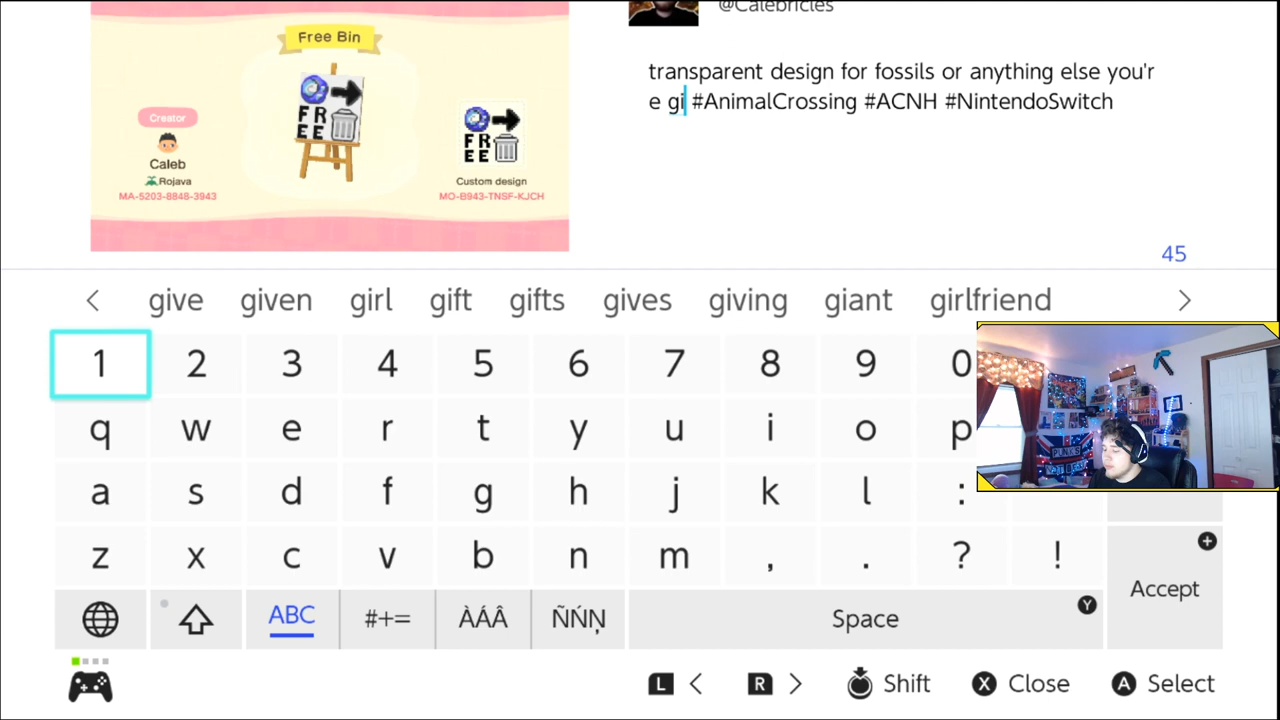 @Calebricles
Free Bin
transparent design for fossils or anything else you'r
e gi #AnimalCrossing #ACNH #NintendoSwitch
FR
EE
FR
EE
Creator
Caleb
Rojava
MA-5203-8848-3943
Custom design
MO-B943-TNSF-KJCH
45
give given girl gift gifts gives giving giant girlfriend
1 2 3 4 5 6 7 8 9 0
q w e r t y u i o p
a s d f g h j k l :
z x c v b n m , . ? !
ABC #+= ÀÁÂ ÑŃŅ Space Y Accept
L R Shift X Close A Select
PUNKS